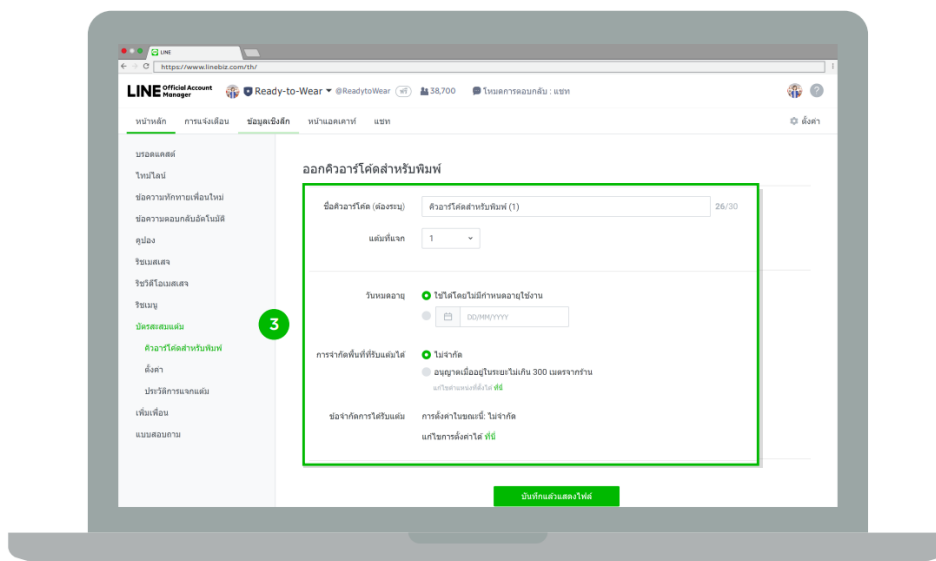 LINE
https://www.linebiz.com/th/
LINE Official Account Manager Ready-to-Wear @ReadytoWear ฟรี 38,700 โหมดการตอบกลับ : แชท ?
หน้าหลัก การแจ้งเตือน ข้อมูลเชิงลึก หน้าแอคเคาท์ แชท ตั้งค่า
บรอดแคสต์
ไทม์ไลน์
ข้อความทักทายเพื่อนใหม่
ข้อความตอบกลับอัตโนมัติ
คูปอง
ริชเมสเสจ
ริชวิดีโอเมสเสจ
ริชเมนู
บัตรสะสมแต้ม
คิวอาร์โค้ดสำหรับพิมพ์
ตั้งค่า
ประวัติการแจกแต้ม
เพิ่มเพื่อน
แบบสอบถาม
3
ออกคิวอาร์โค้ดสำหรับพิมพ์
ชื่อคิวอาร์โค้ด (ต้องระบุ) คิวอาร์โค้ดสำหรับพิมพ์ (1) 26/30
แต้มที่แจก 1
วันหมดอายุ ใช้ได้โดยไม่มีกำหนดอายุใช้งาน
DD/MM/YYYY
การจำกัดพื้นที่ที่รับแต้มได้ ไม่จำกัด
อนุญาตเมื่ออยู่ในระยะไม่เกิน 300 เมตรจากร้าน
แก้ไขตำแหน่งที่ตั้งได้ ที่นี่
ข้อจำกัดการได้รับแต้ม การตั้งค่าในขณะนี้: ไม่จำกัด
แก้ไขการตั้งค่าได้ ที่นี่
บันทึกแล้วแสดงไฟล์